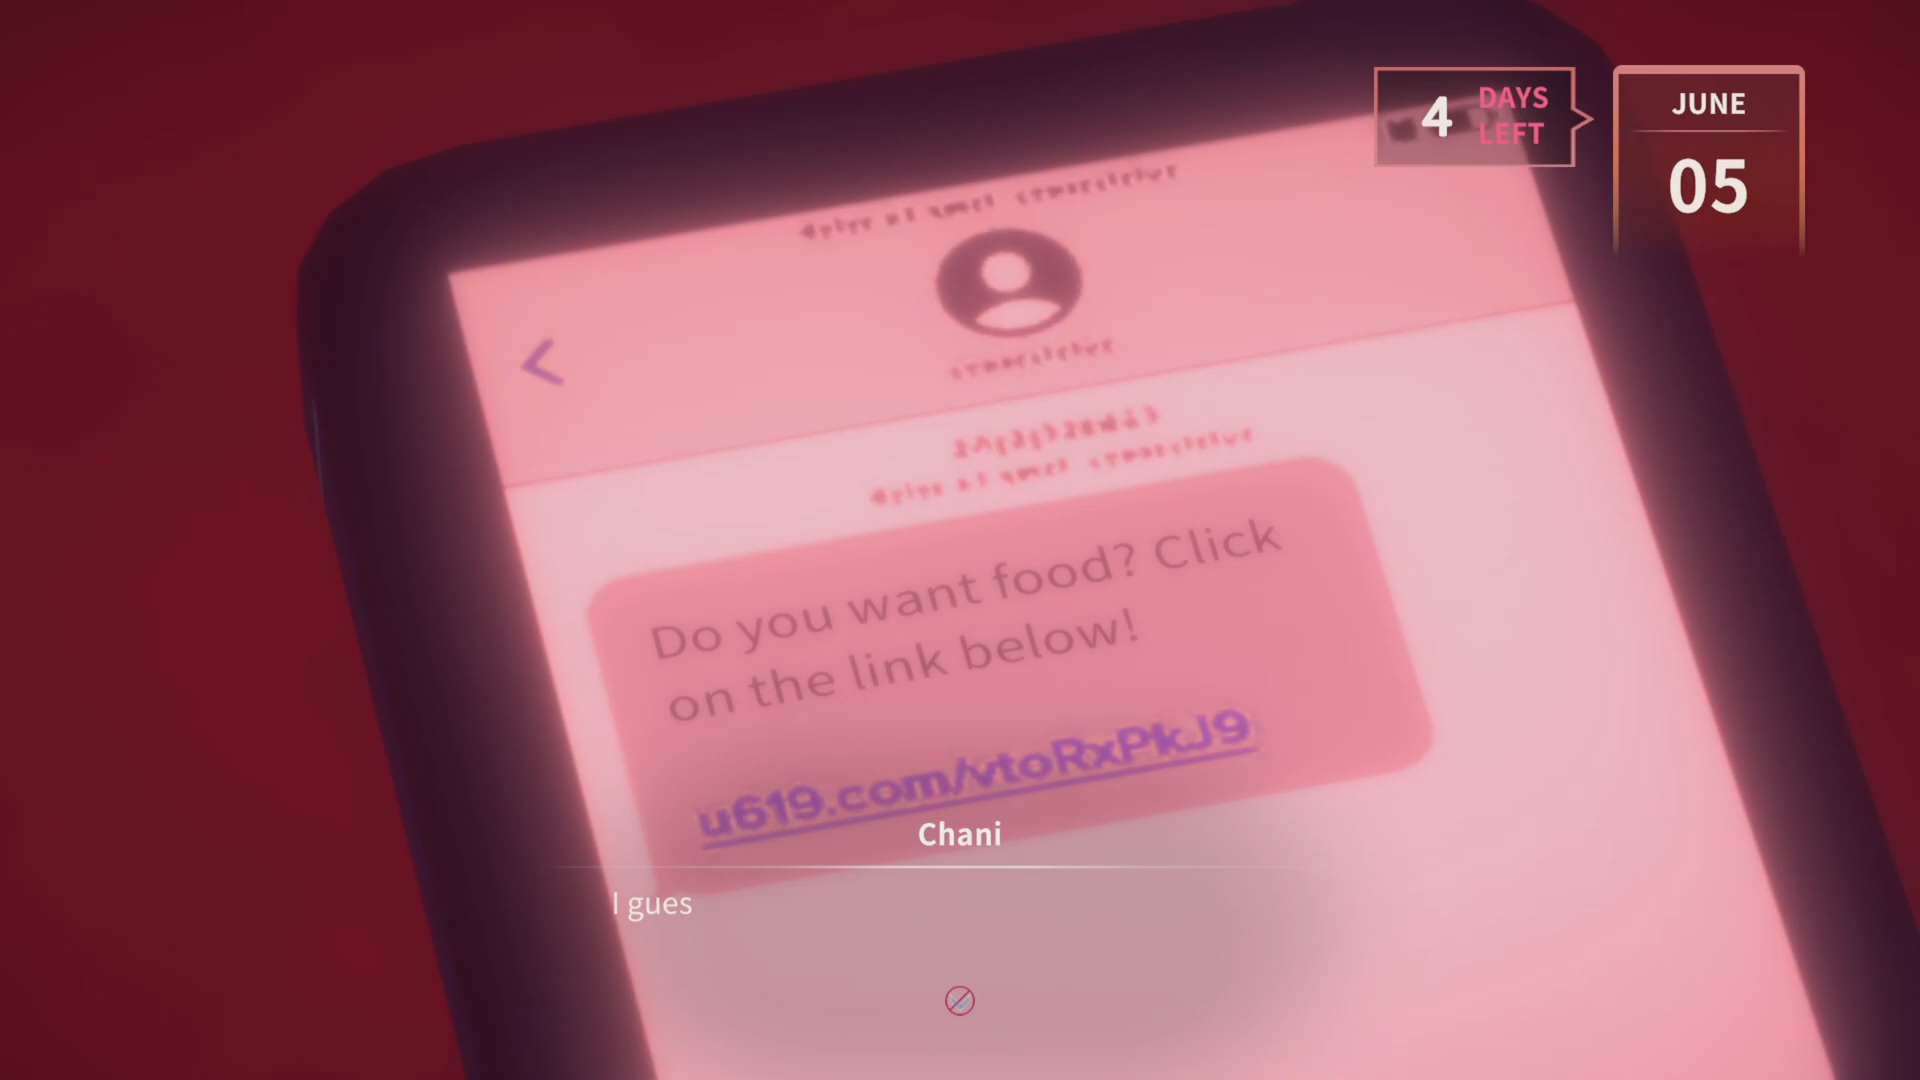 4 DAYS
LEFT
JUNE
05
Do you want food? Click
on the link below!
u619.com/vtoRxPkJ9
Chani
I gues